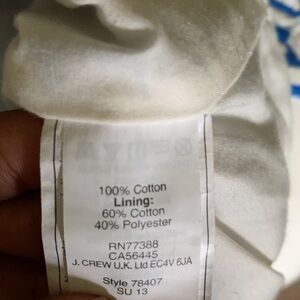 100% Cotton
Lining:
60% Cotton
40% Polyester
RN77388
CA56445
J. CREW U.K. Ltd EC4V 6JA
Style 78407
SU 13